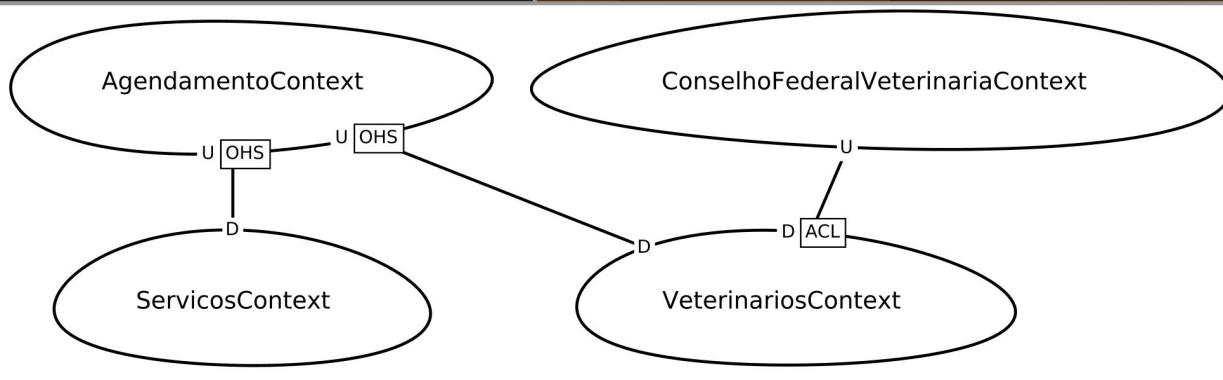 AgendamentoContext
ConselhoFederalVeterinariaContext
U OHS
U OHS
U
D
D
D ACL
ServicosContext
VeterinariosContext